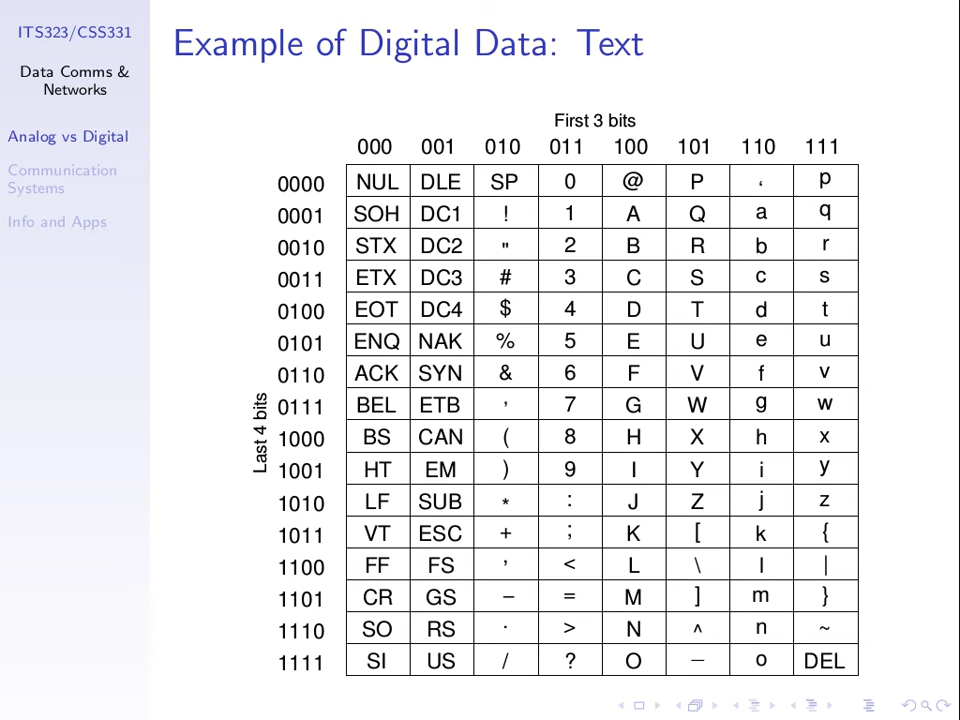 ITS323/CSS331
Data Comms &
Networks
Analog vs Digital
Communication
Systems
Info and Apps
Example of Digital Data: Text
First 3 bits
000 001 010 011 100 101 110 111
Last 4 bits
0000 NUL DLE SP 0 @ P ‘ p
0001 SOH DC1 ! 1 A Q a q
0010 STX DC2 " 2 B R b r
0011 ETX DC3 # 3 C S c s
0100 EOT DC4 $ 4 D T d t
0101 ENQ NAK % 5 E U e u
0110 ACK SYN & 6 F V f v
0111 BEL ETB ’ 7 G W g w
1000 BS CAN ( 8 H X h x
1001 HT EM ) 9 I Y i y
1010 LF SUB * : J Z j z
1011 VT ESC + ; K [ k {
1100 FF FS , < L \ l |
1101 CR GS – = M ] m }
1110 SO RS . > N ^ n ~
1111 SI US / ? O _ o DEL